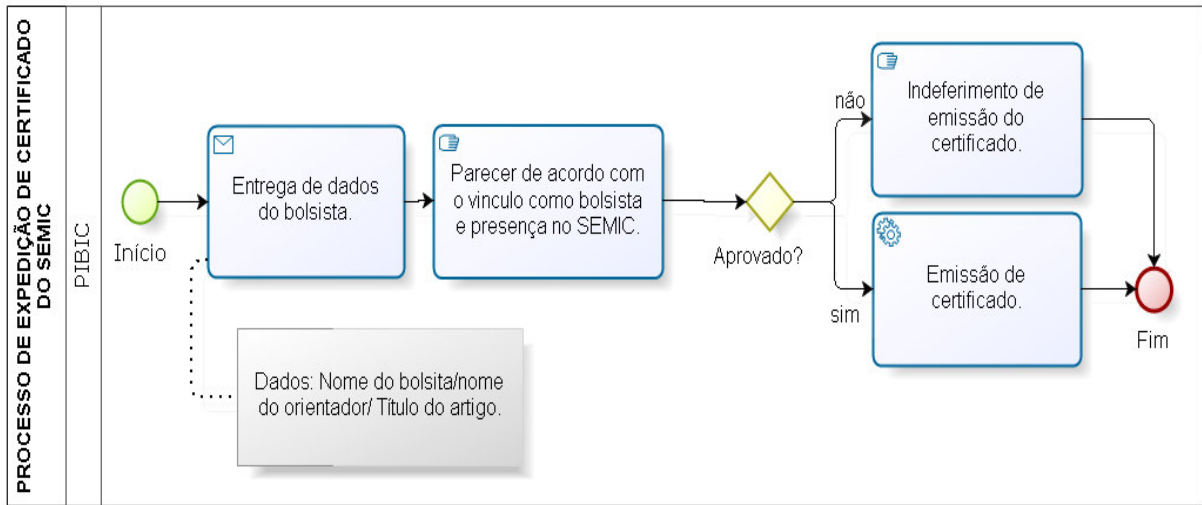 PROCESSO DE EXPEDIÇÃO DE CERTIFICADO
DO SEMIC
PIBIC
Início
Entrega de dados
do bolsista.
Dados: Nome do bolsita/nome
do orientador/ Título do artigo.
Parecer de acordo com
o vinculo como bolsista
e presença no SEMIC.
Aprovado?
não
Indeferimento de
emissão do
certificado.
sim
Emissão de
certificado.
Fim